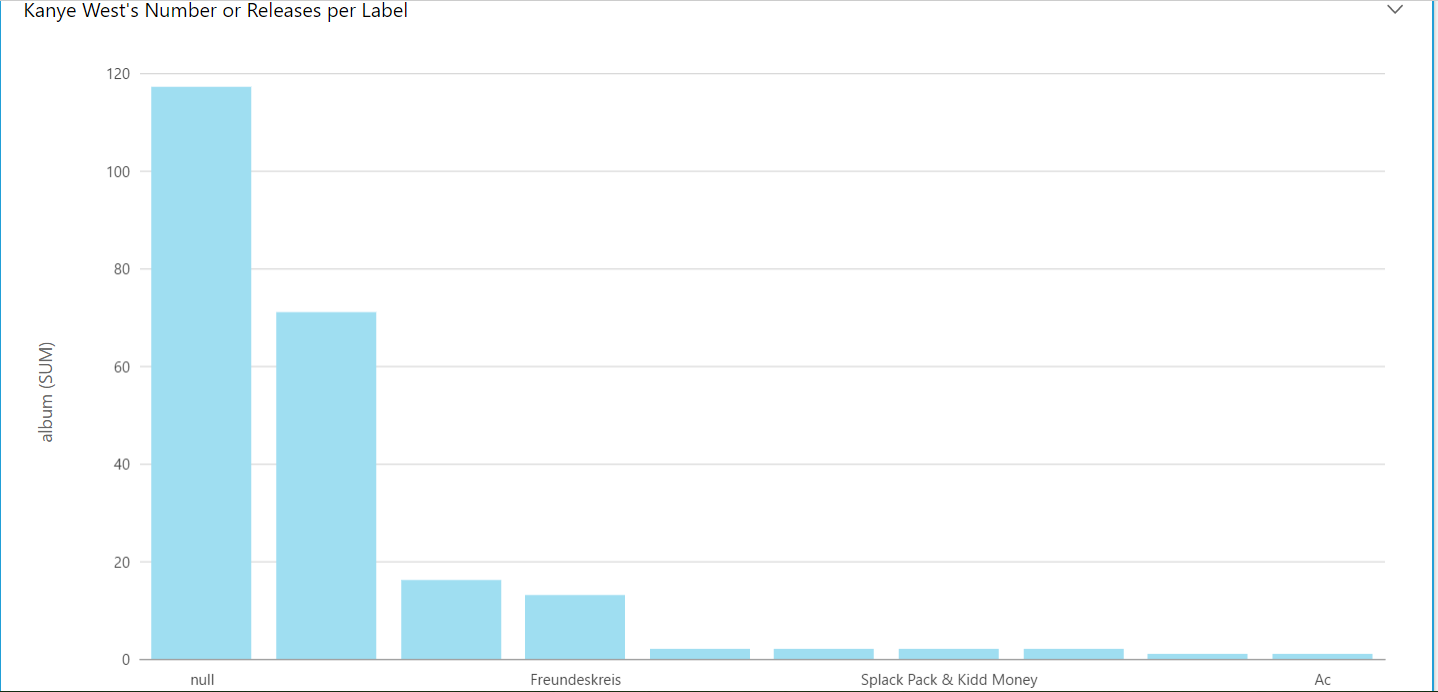 Kanye West's Number or Releases per Label
120
100
80
60
40
20
0
album (SUM)
null
Freundeskreis
Splack Pack & Kidd Money
Ac